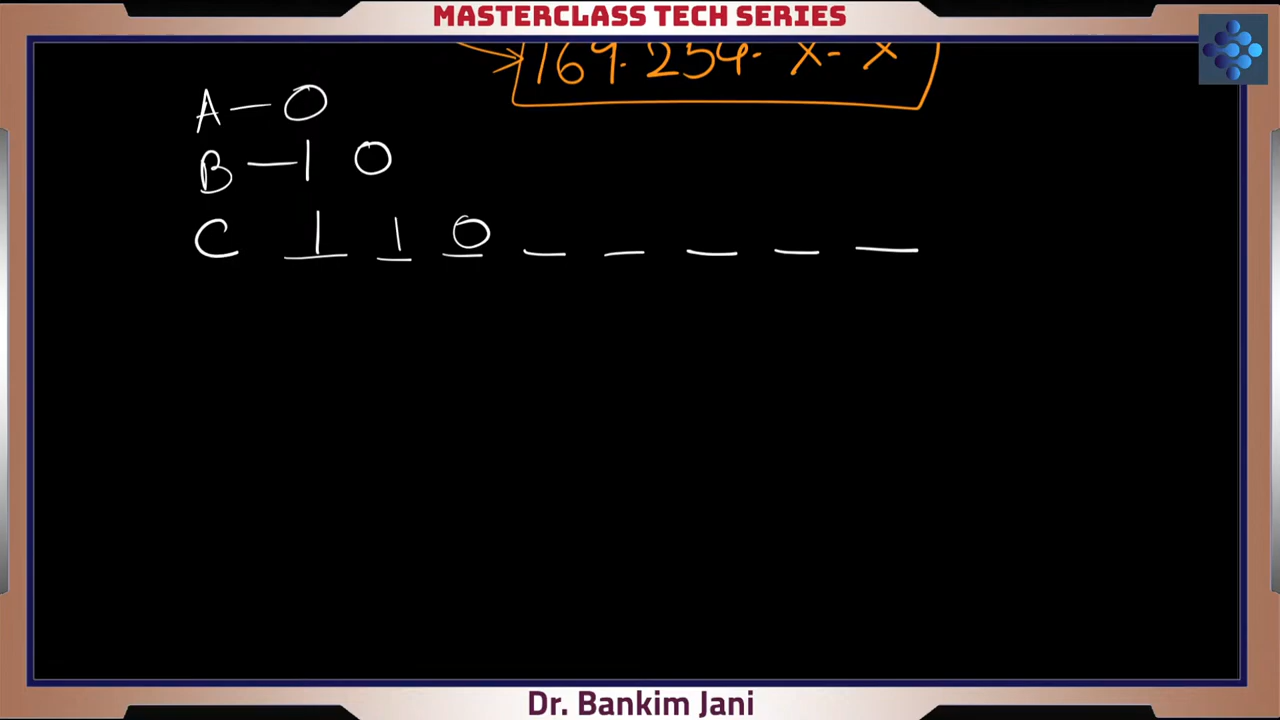 MASTERCLASS TECH SERIES
169.254.x.x
A - 0
B - 1 0
C 1 1 0 _ _ _ _ _
Dr. Bankim Jani